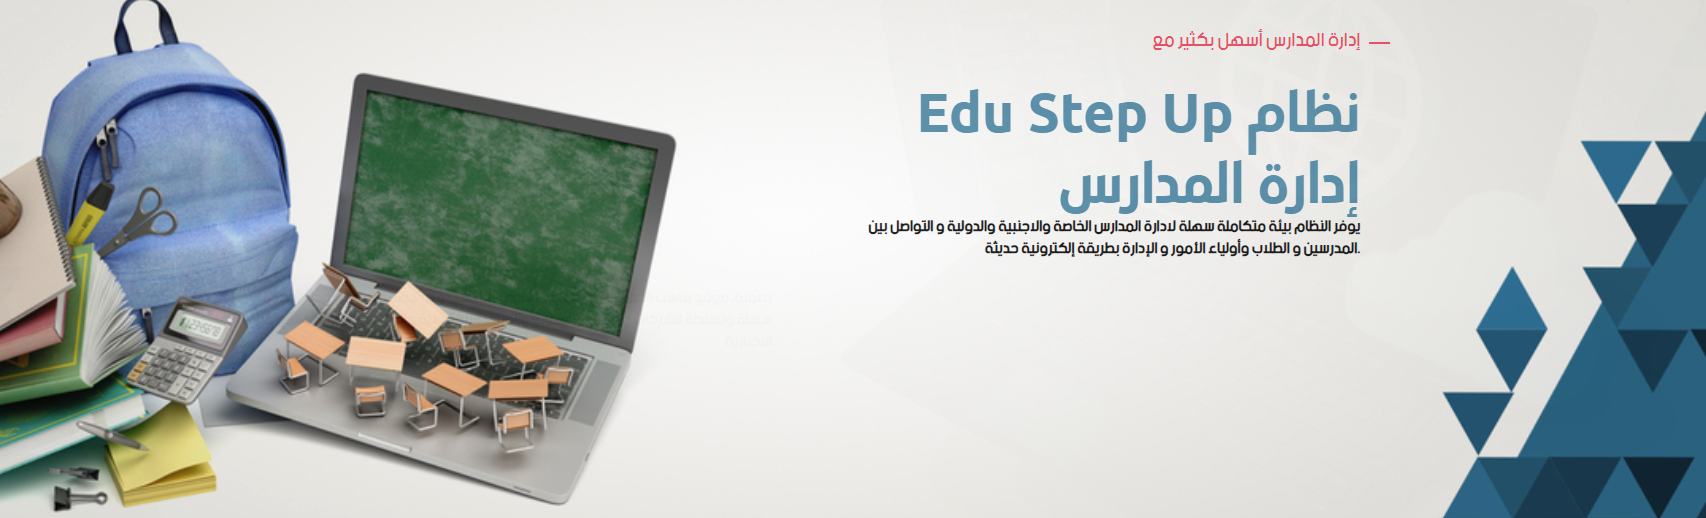 إدارة المدارس أسهل بكثير مع
نظام Edu Step Up
إدارة المدارس
يوفر النظام بيئة متكاملة سهلة لادارة المدارس الخاصة والاجنبية والدولية و التواصل بين
المدرسين و الطلاب وأولياء الأمور و الإدارة بطريقة إلكترونية حديثة.
12345678